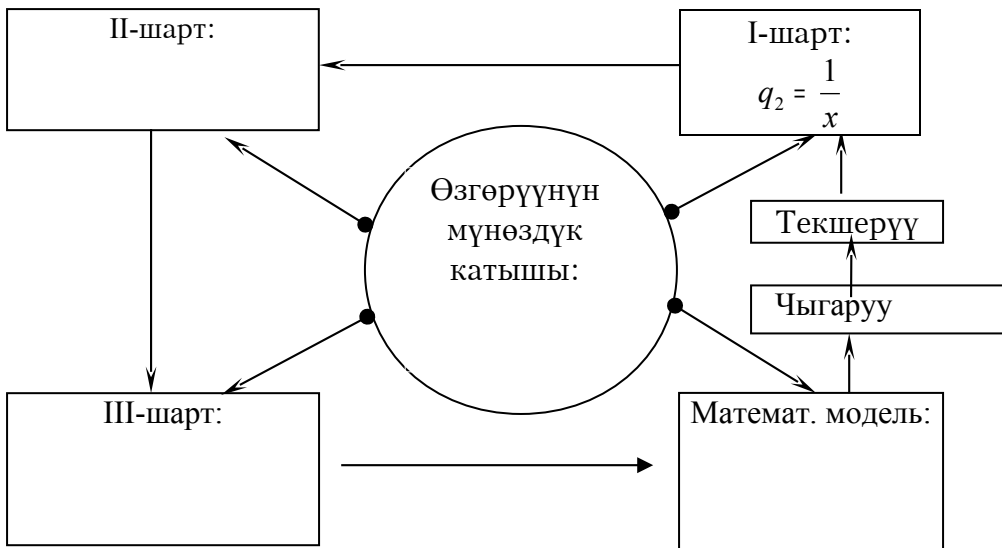 II-шарт:
I-шарт:
q₂ = 1/x
Өзгөрүүнүн
мүнөздүк
катышы:
Текшерүү
Чыгаруу
III-шарт:
Математ. модель: